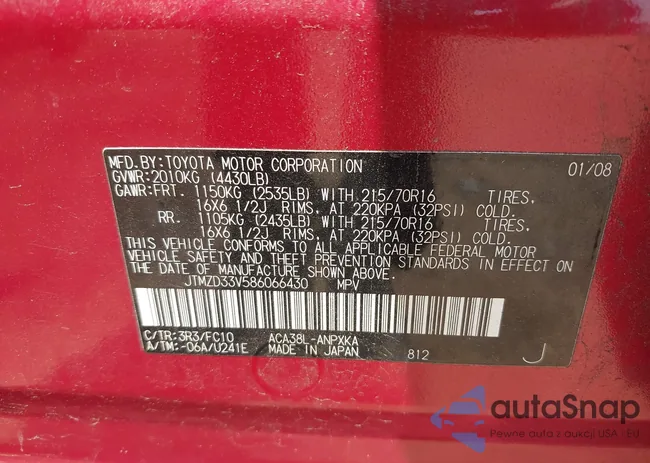 MFD.BY:TOYOTA MOTOR CORPORATION 01/08
GVWR:2010KG (4430LB)
GAWR:FRT. 1150KG (2535LB) WITH 215/70R16 TIRES,
16X6 1/2J RIMS, AT 220KPA (32PSI) COLD.
RR. 1105KG (2435LB) WITH 215/70R16 TIRES,
16X6 1/2J RIMS, AT 220KPA (32PSI) COLD.
THIS VEHICLE CONFORMS TO ALL APPLICABLE FEDERAL MOTOR
VEHICLE SAFETY AND THEFT PREVENTION STANDARDS IN EFFECT ON
THE DATE OF MANUFACTURE SHOWN ABOVE.
JTMZD33V586066430 MPV
C/TR:3R3/FC10 ACA38L-ANPXKA
A/TM:-06A/U241E MADE IN JAPAN 812 J
autaSnap
Pewne auta z aukcji USA - EU